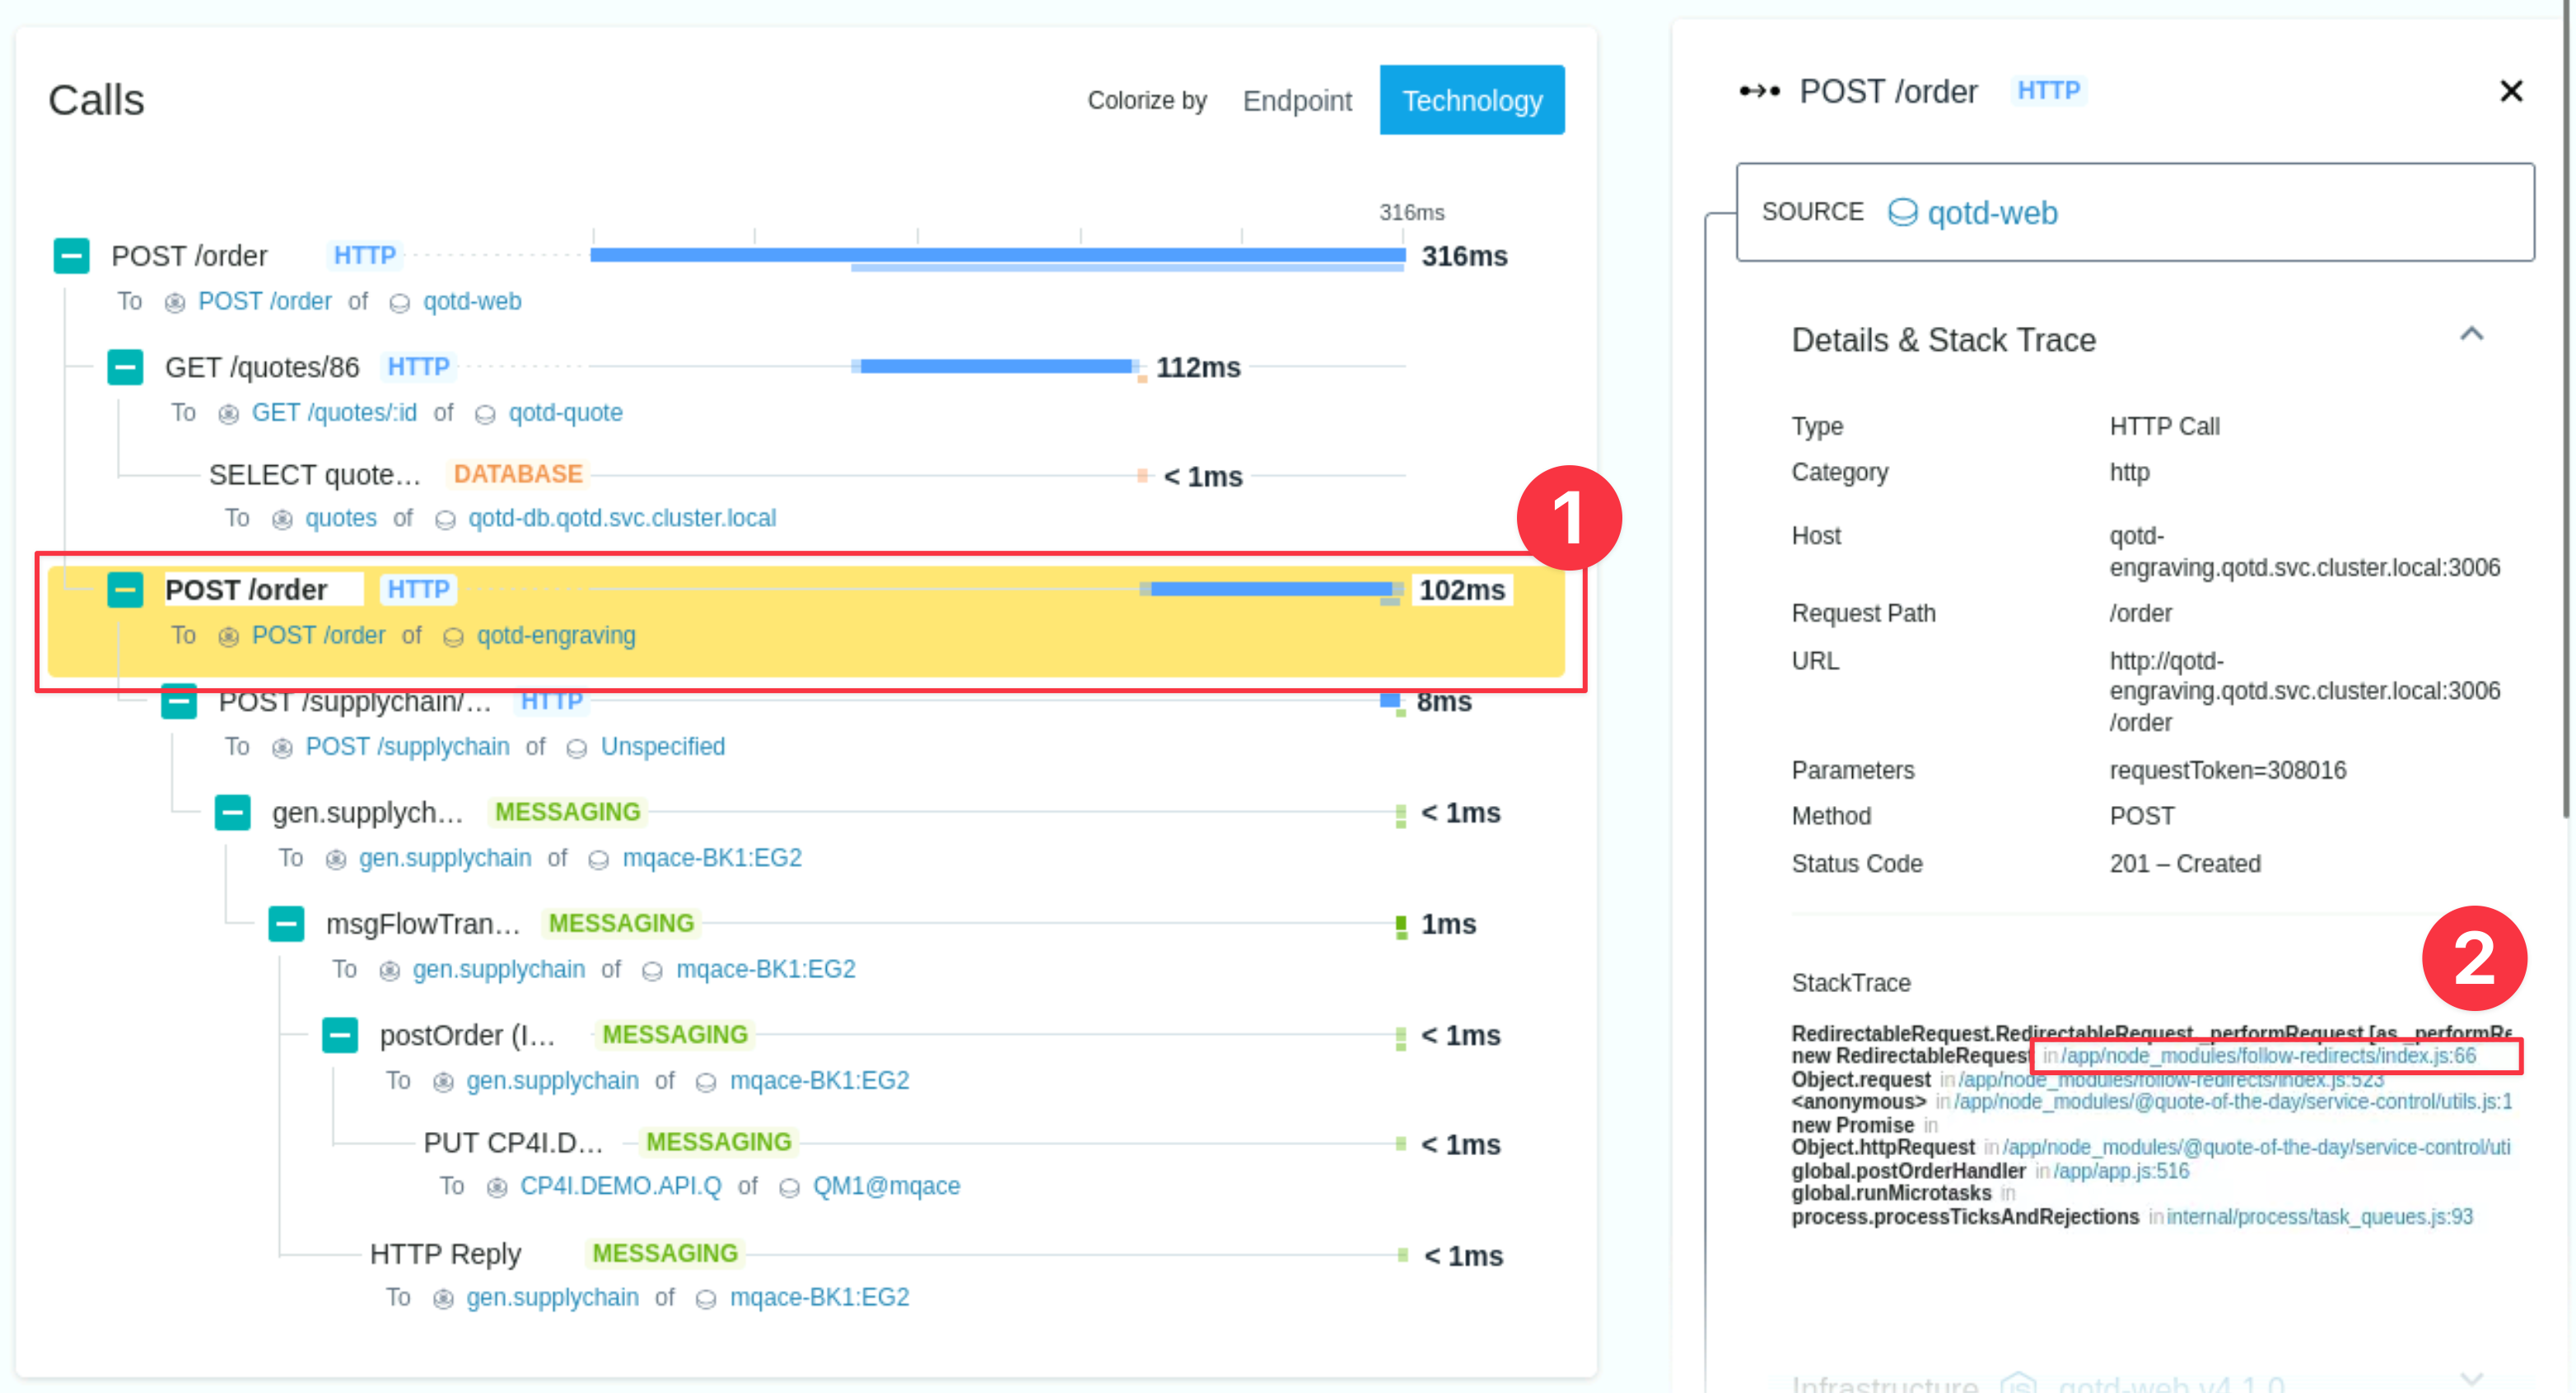 Calls
Colorize by Endpoint Technology
316ms
POST /order HTTP 316ms
To POST /order of qotd-web
GET /quotes/86 HTTP 112ms
To GET /quotes/:id of qotd-quote
SELECT quote... DATABASE < 1ms
To quotes of qotd-db.qotd.svc.cluster.local
1
POST /order HTTP 102ms
To POST /order of qotd-engraving
POST /supplychain/... HTTP 8ms
To POST /supplychain of Unspecified
gen.supplych... MESSAGING < 1ms
To gen.supplychain of mqace-BK1:EG2
msgFlowTran... MESSAGING 1ms
To gen.supplychain of mqace-BK1:EG2
postOrder (I... MESSAGING < 1ms
To gen.supplychain of mqace-BK1:EG2
PUT CP4I.D... MESSAGING < 1ms
To CP4I.DEMO.API.Q of QM1@mqace
HTTP Reply MESSAGING < 1ms
To gen.supplychain of mqace-BK1:EG2
POST /order HTTP
SOURCE qotd-web
Details & Stack Trace
Type HTTP Call
Category http
Host qotd-
engraving.qotd.svc.cluster.local:3006
Request Path /order
URL http://qotd-
engraving.qotd.svc.cluster.local:3006
/order
Parameters requestToken=308016
Method POST
Status Code 201 – Created
2
StackTrace
RedirectableRequest.RedirectableRequest._performRequest [as _performRe
new RedirectableRequest in /app/node_modules/follow-redirects/index.js:66
Object.request in /app/node_modules/follow-redirects/index.js:523
<anonymous> in /app/node_modules/@quote-of-the-day/service-control/utils.js:1
new Promise in
Object.httpRequest in /app/node_modules/@quote-of-the-day/service-control/uti
global.postOrderHandler in /app/app.js:516
global.runMicrotasks in
process.processTicksAndRejections in internal/process/task_queues.js:93
Infrastructure JS qotd-web v4.1.0